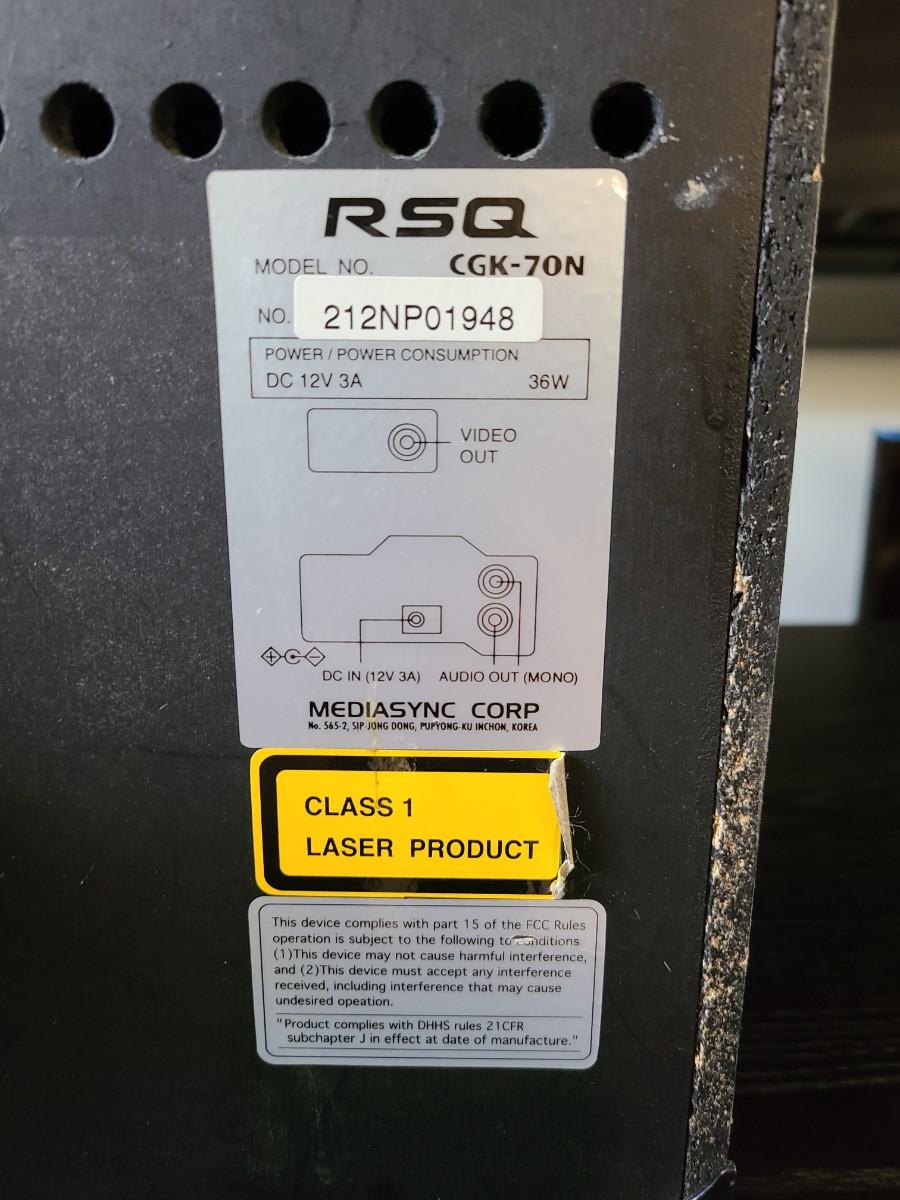 RSQ
MODEL NO. CGK-70N
NO. 212NP01948
POWER / POWER CONSUMPTION
DC 12V 3A 36W
VIDEO
OUT
DC IN (12V 3A) AUDIO OUT (MONO)
MEDIASYNC CORP
No. 565-2, SIP-JONG DONG, PUPYONG-KU INCHON, KOREA
CLASS 1
LASER PRODUCT
This device complies with part 15 of the FCC Rules
operation is subject to the following to conditions
(1)This device may not cause harmful interference,
and (2)This device must accept any interference
received, including interference that may cause
undesired opeation.
"Product complies with DHHS rules 21CFR
subchapter J in effect at date of manufacture."